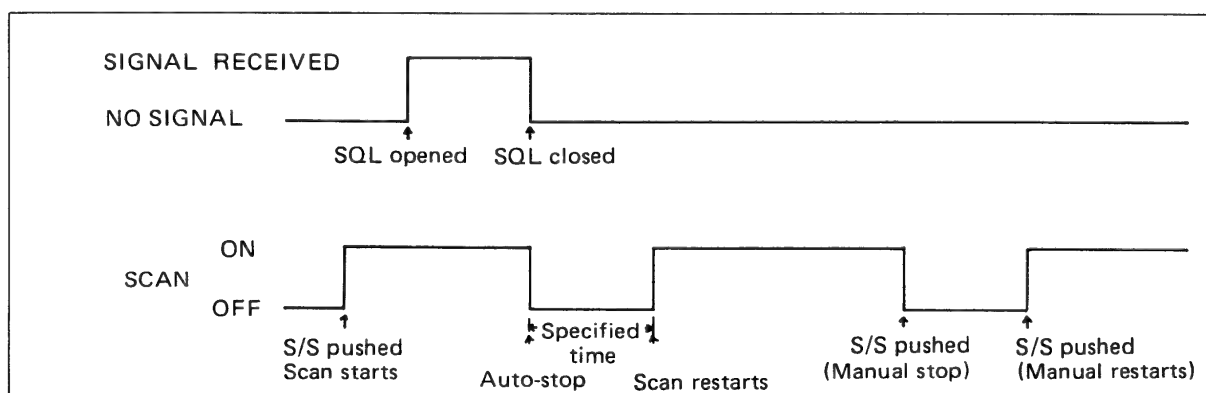 SIGNAL RECEIVED
NO SIGNAL
SQL opened
SQL closed
ON
SCAN
OFF
S/S pushed
Scan starts
Specified
time
Auto-stop
Scan restarts
S/S pushed
(Manual stop)
S/S pushed
(Manual restarts)